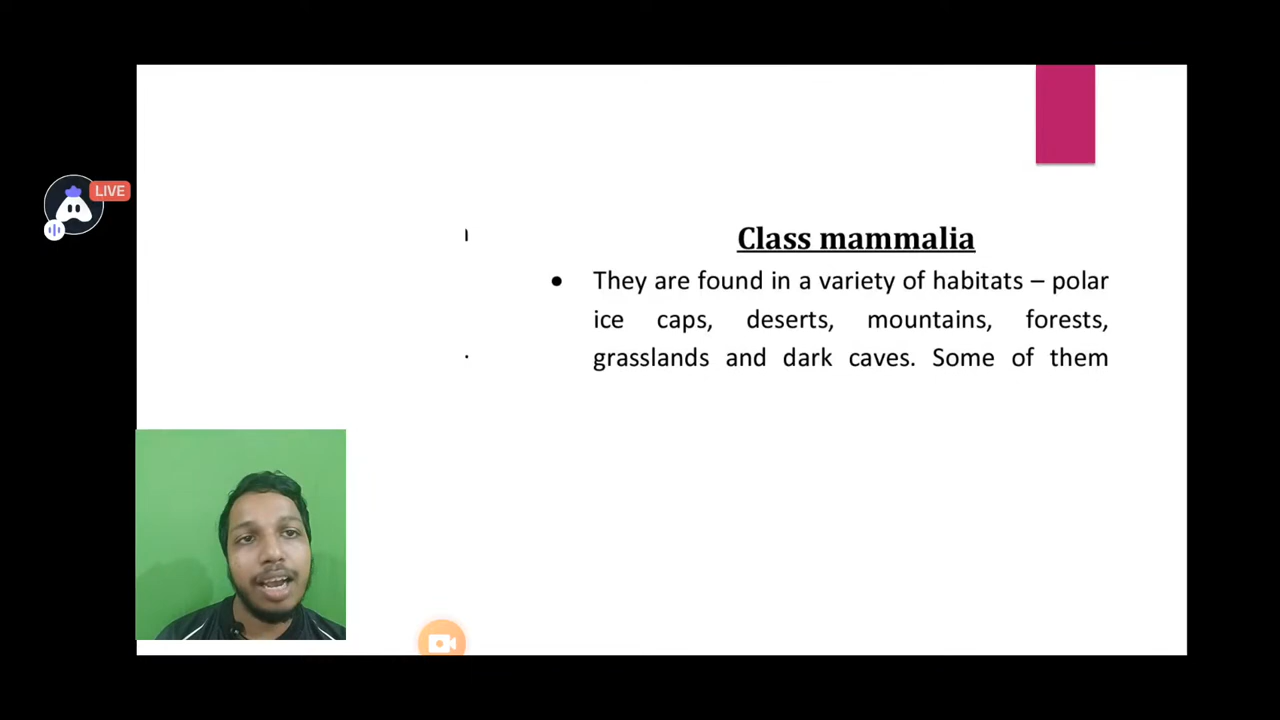 LIVE
Class mammalia
• They are found in a variety of habitats – polar
ice caps, deserts, mountains, forests,
grasslands and dark caves. Some of them